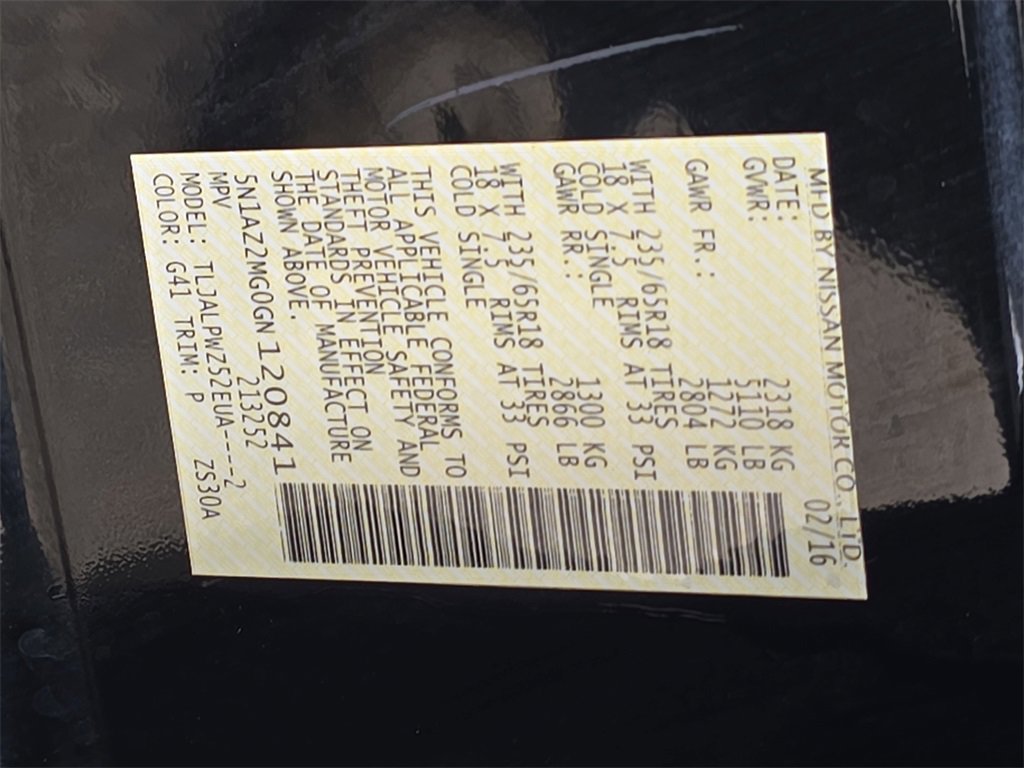 MFD BY NISSAN MOTOR CO., LTD.
DATE: 02/16
GVWR: 2318 KG
5110 LB
GAWR FR.: 1272 KG
2804 LB
WITH 235/65R18 TIRES
18 X 7.5 RIMS AT 33 PSI
COLD SINGLE
GAWR RR.: 1300 KG
2866 LB
WITH 235/65R18 TIRES
18 X 7.5 RIMS AT 33 PSI
COLD SINGLE
THIS VEHICLE CONFORMS TO
ALL APPLICABLE FEDERAL
MOTOR VEHICLE SAFETY AND
THEFT PREVENTION
STANDARDS IN EFFECT ON
THE DATE OF MANUFACTURE
SHOWN ABOVE.
5N1AZ2MG0GN120841
MPV 213252
MODEL: TLJALPWZ52EUA----2
COLOR: G41 TRIM: P ZS30A